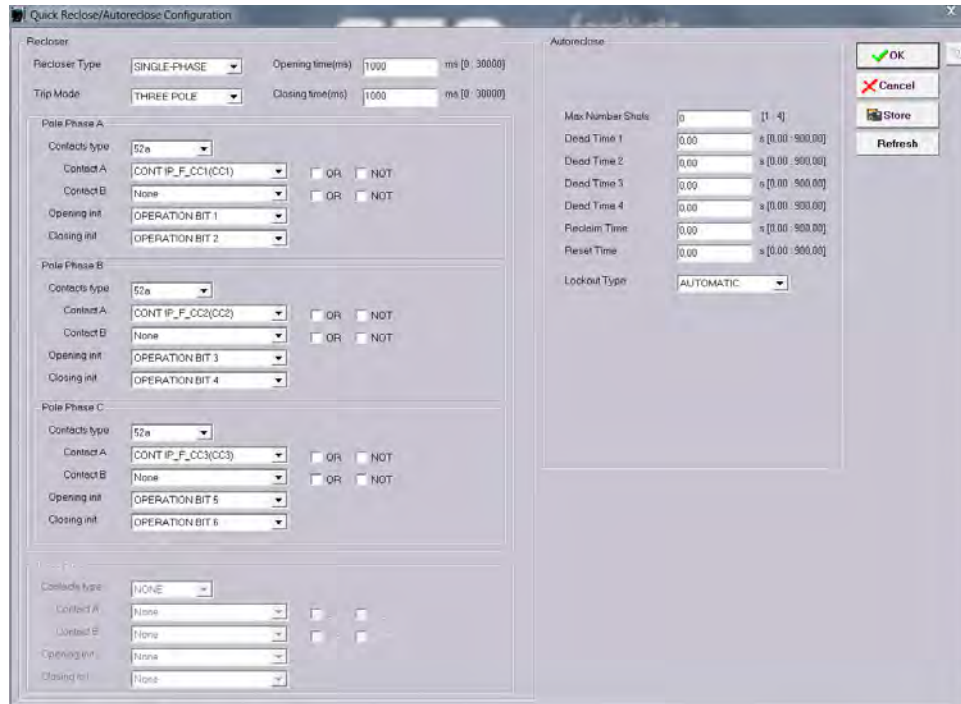 Quick Reclose/Autoreclose Configuration
X
Recloser
Recloser Type SINGLE-PHASE Opening time(ms) 1000 ms [0 : 30000]
Trip Mode THREE POLE Closing time(ms) 1000 ms [0 : 30000]
Pole Phase A
Contacts type 52a
Contact A CONT IP_F_CC1(CC1) OR NOT
Contact B None OR NOT
Opening init OPERATION BIT 1
Closing init OPERATION BIT 2
Pole Phase B
Contacts type 52a
Contact A CONT IP_F_CC2(CC2) OR NOT
Contact B None OR NOT
Opening init OPERATION BIT 3
Closing init OPERATION BIT 4
Pole Phase C
Contacts type 52a
Contact A CONT IP_F_CC3(CC3) OR NOT
Contact B None OR NOT
Opening init OPERATION BIT 5
Closing init OPERATION BIT 6
Contacts type NONE
Contact A None
Contact B None
Opening init None
Closing init None
Autoreclose
Max Number Shots 0 [1 : 4]
Dead Time 1 0.00 s [0.00 : 900.00]
Dead Time 2 0.00 s [0.00 : 900.00]
Dead Time 3 0.00 s [0.00 : 900.00]
Dead Time 4 0.00 s [0.00 : 900.00]
Reclaim Time 0.00 s [0.00 : 900.00]
Reset Time 0.00 s [0.00 : 900.00]
Lockout Type AUTOMATIC
OK
Cancel
Store
Refresh